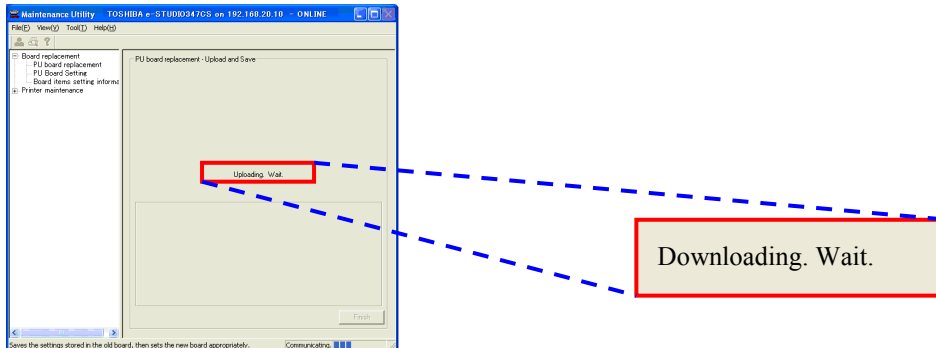 Maintenance Utility TOSHIBA e-STUDIO347CS on 192.168.20.10 - ONLINE
File(F) View(V) Tool(T) Help(H)
Board replacement
PU board replacement
PU Board Setting
Board items setting informa
Printer maintenance
PU board replacement - Upload and Save
Uploading. Wait.
Downloading. Wait.
Finish
Saves the settings stored in the old board, then sets the new board appropriately.
Communicating.